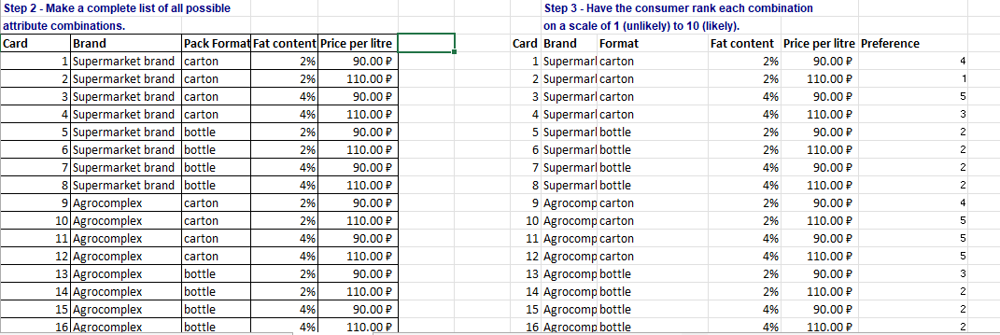 Step 2 - Make a complete list of all possible
attribute combinations.
Card Brand Pack Format Fat content Price per litre
1 Supermarket brand carton 2% 90.00 ₽
2 Supermarket brand carton 2% 110.00 ₽
3 Supermarket brand carton 4% 90.00 ₽
4 Supermarket brand carton 4% 110.00 ₽
5 Supermarket brand bottle 2% 90.00 ₽
6 Supermarket brand bottle 2% 110.00 ₽
7 Supermarket brand bottle 4% 90.00 ₽
8 Supermarket brand bottle 4% 110.00 ₽
9 Agrocomplex carton 2% 90.00 ₽
10 Agrocomplex carton 2% 110.00 ₽
11 Agrocomplex carton 4% 90.00 ₽
12 Agrocomplex carton 4% 110.00 ₽
13 Agrocomplex bottle 2% 90.00 ₽
14 Agrocomplex bottle 2% 110.00 ₽
15 Agrocomplex bottle 4% 90.00 ₽
16 Agrocomplex bottle 4% 110.00 ₽
Step 3 - Have the consumer rank each combination
on a scale of 1 (unlikely) to 10 (likely).
Card Brand Format Fat content Price per litre Preference
1 Supermarl carton 2% 90.00 ₽ 4
2 Supermarl carton 2% 110.00 ₽ 1
3 Supermarl carton 4% 90.00 ₽ 5
4 Supermarl carton 4% 110.00 ₽ 3
5 Supermarl bottle 2% 90.00 ₽ 2
6 Supermarl bottle 2% 110.00 ₽ 2
7 Supermarl bottle 4% 90.00 ₽ 2
8 Supermarl bottle 4% 110.00 ₽ 2
9 Agrocomp carton 2% 90.00 ₽ 4
10 Agrocomp carton 2% 110.00 ₽ 5
11 Agrocomp carton 4% 90.00 ₽ 5
12 Agrocomp carton 4% 110.00 ₽ 5
13 Agrocomp bottle 2% 90.00 ₽ 3
14 Agrocomp bottle 2% 110.00 ₽ 2
15 Agrocomp bottle 4% 90.00 ₽ 2
16 Agrocomp bottle 4% 110.00 ₽ 2